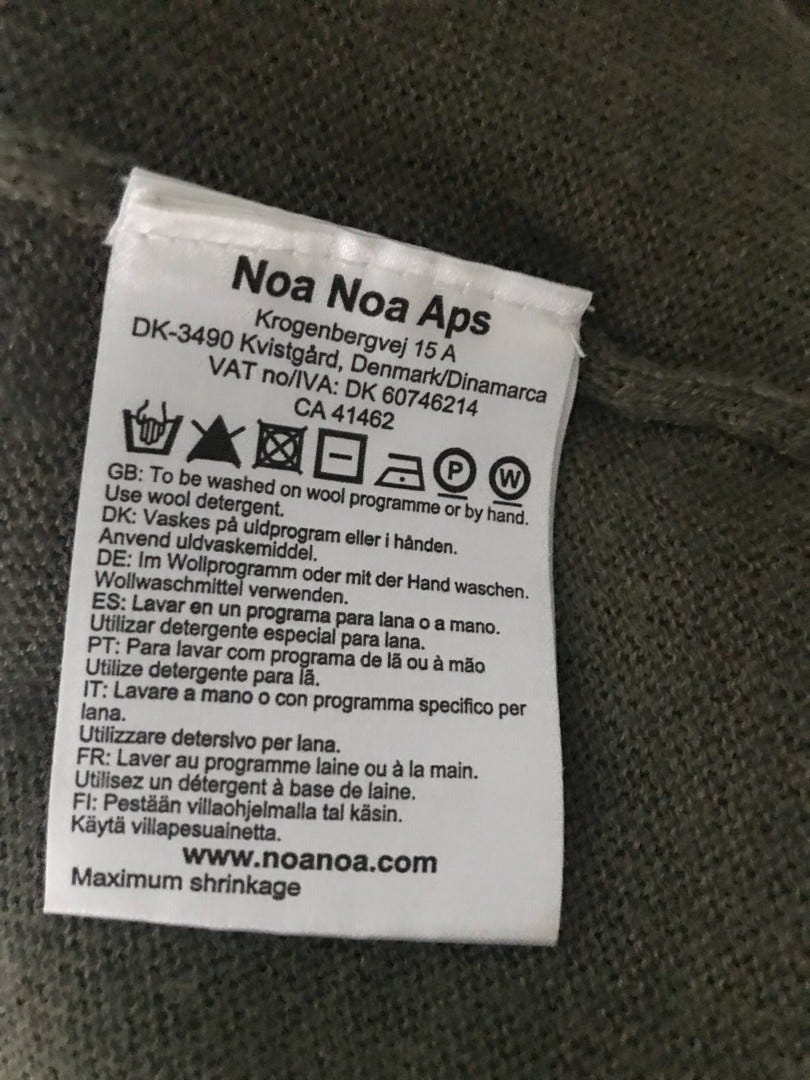 Noa Noa Aps
Krogenbergvej 15 A
DK-3490 Kvistgård, Denmark/Dinamarca
VAT no/IVA: DK 60746214
CA 41462
P W
GB: To be washed on wool programme or by hand.
Use wool detergent.
DK: Vaskes på uldprogram eller i hånden.
Anvend uldvaskemiddel.
DE: Im Wollprogramm oder mit der Hand waschen.
Wollwaschmittel verwenden.
ES: Lavar en un programa para lana o a mano.
Utilizar detergente especial para lana.
PT: Para lavar com programa de lã ou à mão
Utilize detergente para lã.
IT: Lavare a mano o con programma specifico per
lana.
Utilizzare detersivo per lana.
FR: Laver au programme laine ou à la main.
Utilisez un détergent à base de laine.
FI: Pestään villaohjelmalla tai käsin.
Käytä villapesuainetta.
www.noanoa.com
Maximum shrinkage